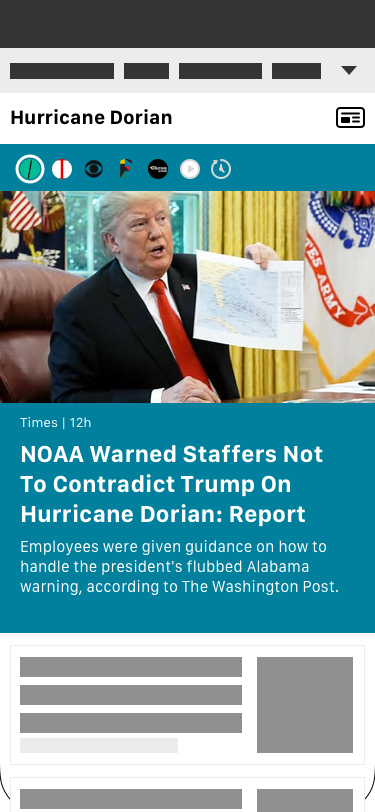 Hurricane Dorian
Times | 12h
NOAA Warned Staffers Not
To Contradict Trump On
Hurricane Dorian: Report
Employees were given guidance on how to
handle the president's flubbed Alabama
warning, according to The Washington Post.